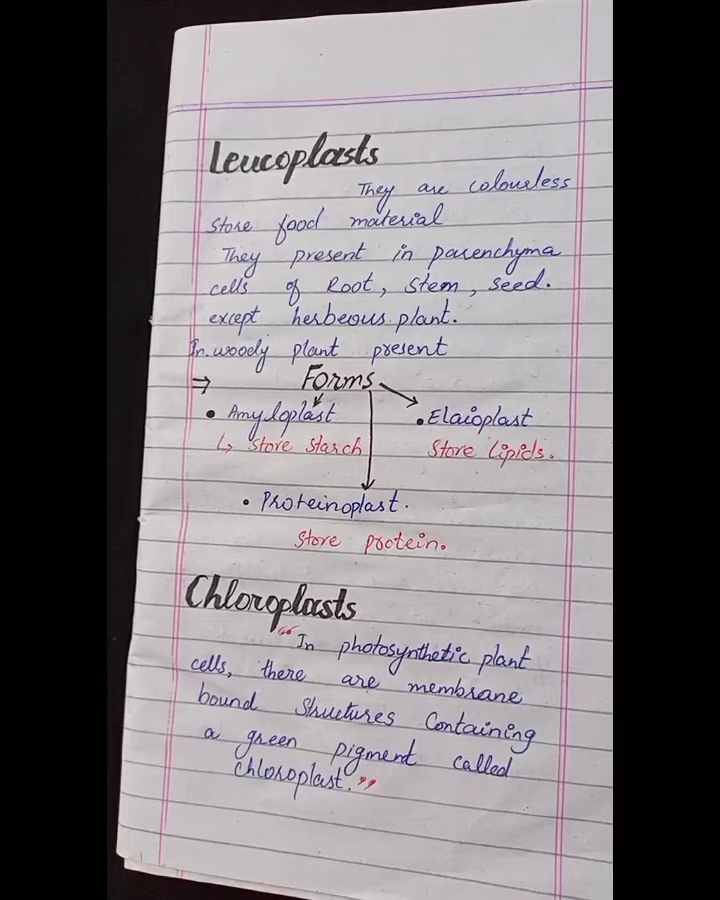 Leucoplasts
They are colourless
store food material
They present in parenchyma
cells of Root, Stem, Seed.
except herbeous plant.
In woody plant present
⇒ Forms
• Amyloplast
↳ Store Starch
• Elaioplast
Store Lipids.
• Proteinoplast.
Store protein.
Chloroplasts
"In photosynthetic plant
cells, there are membrane
bound Structures Containing
a green pigment called
chloroplast."